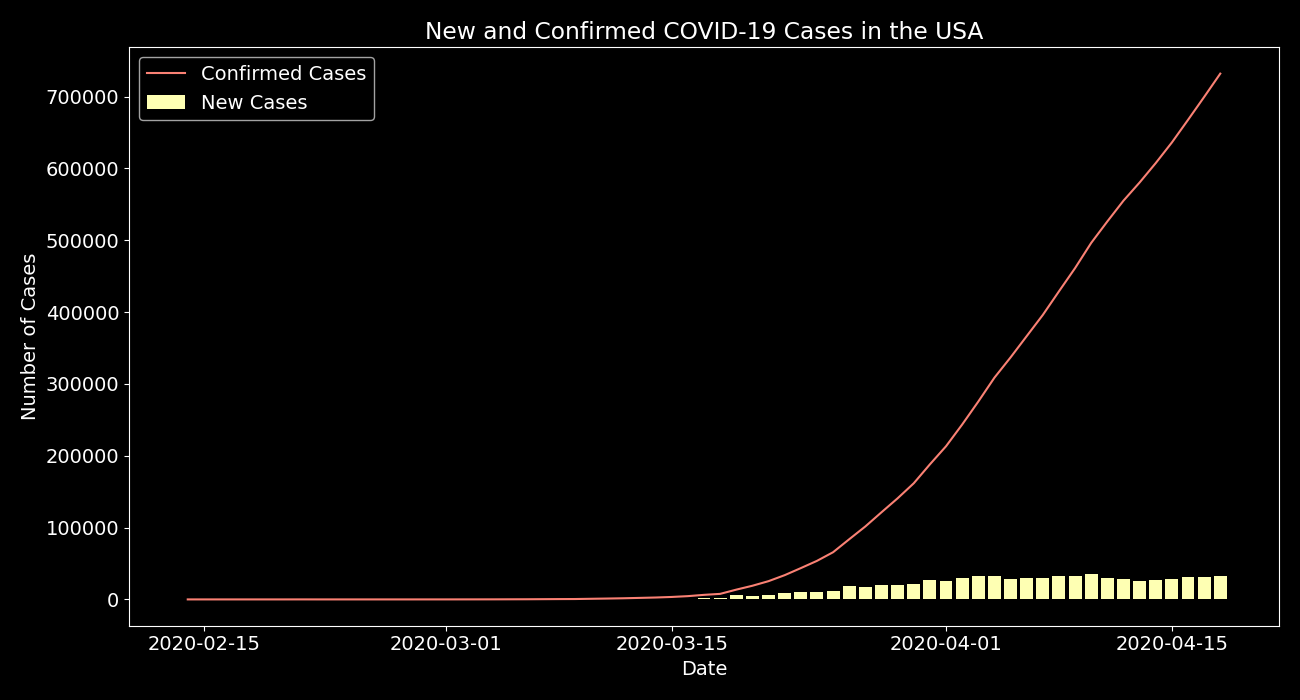 New and Confirmed COVID-19 Cases in the USA
Confirmed Cases
New Cases
Number of Cases
700000
600000
500000
400000
300000
200000
100000
0
2020-02-15
2020-03-01
2020-03-15
2020-04-01
2020-04-15
Date